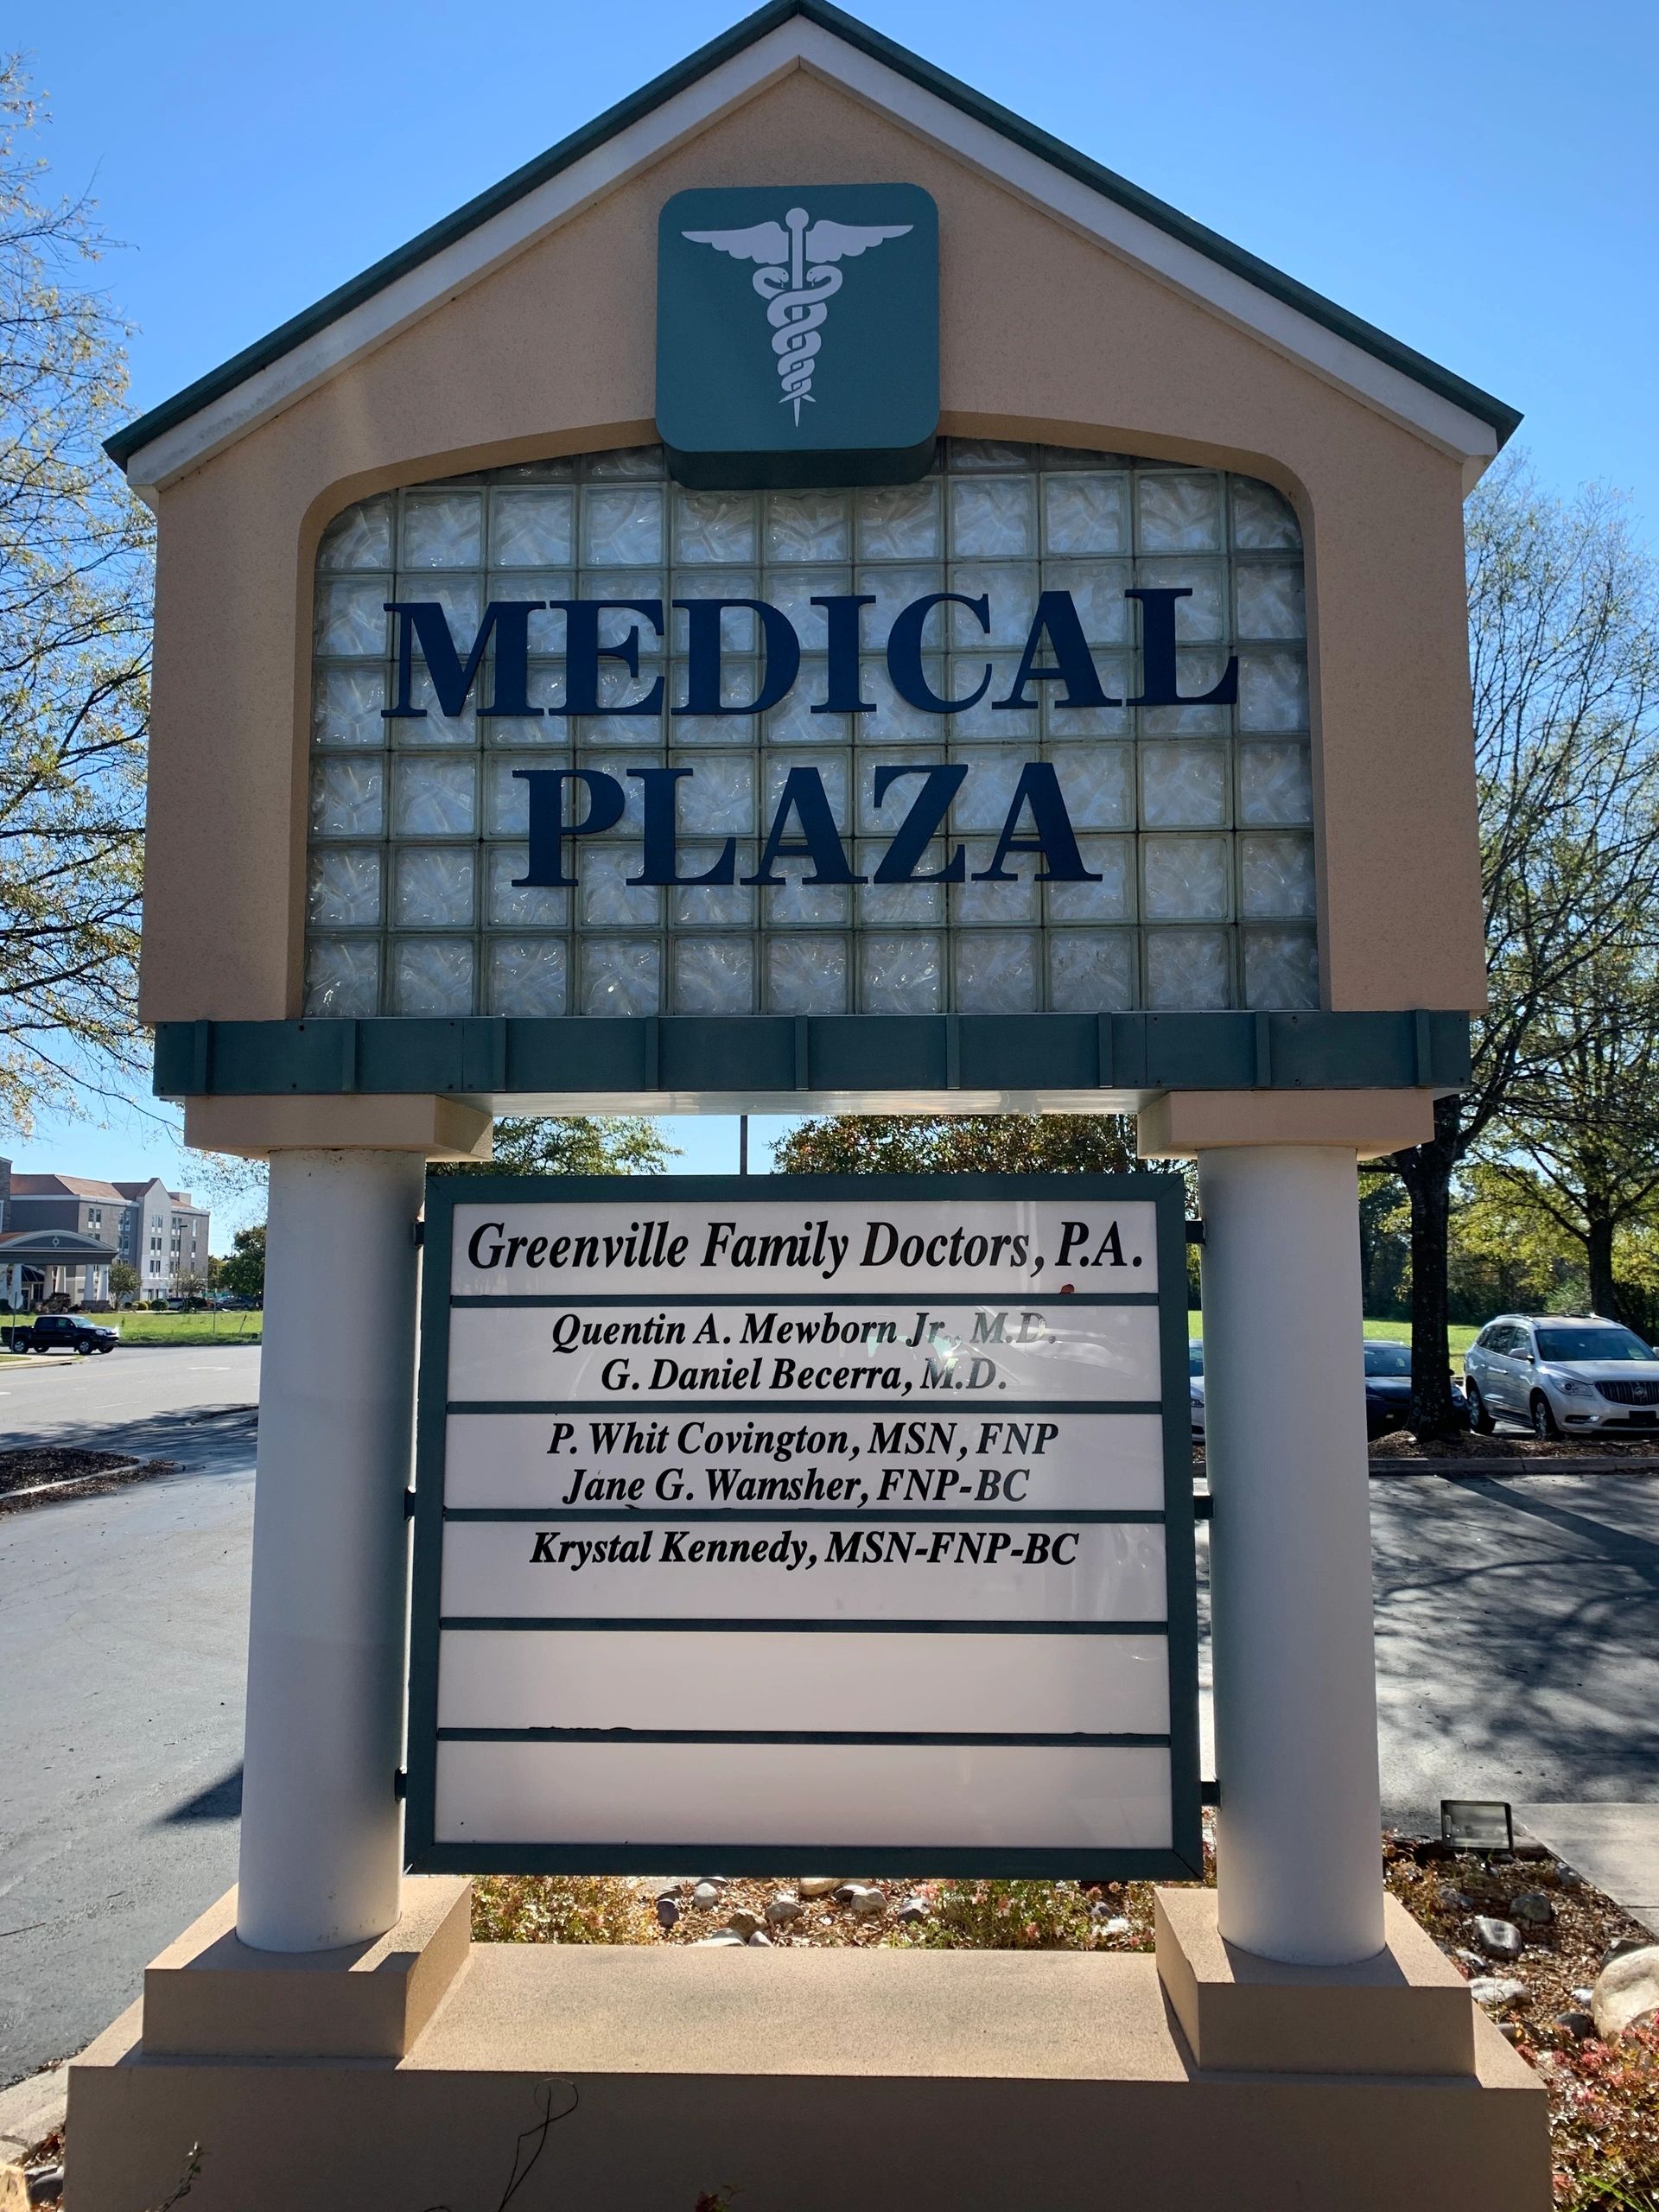 MEDICAL
PLAZA
Greenville Family Doctors, P.A.
Quentin A. Mewborn Jr., M.D.
G. Daniel Becerra, M.D.
P. Whit Covington, MSN, FNP
Jane G. Wamsher, FNP-BC
Krystal Kennedy, MSN-FNP-BC